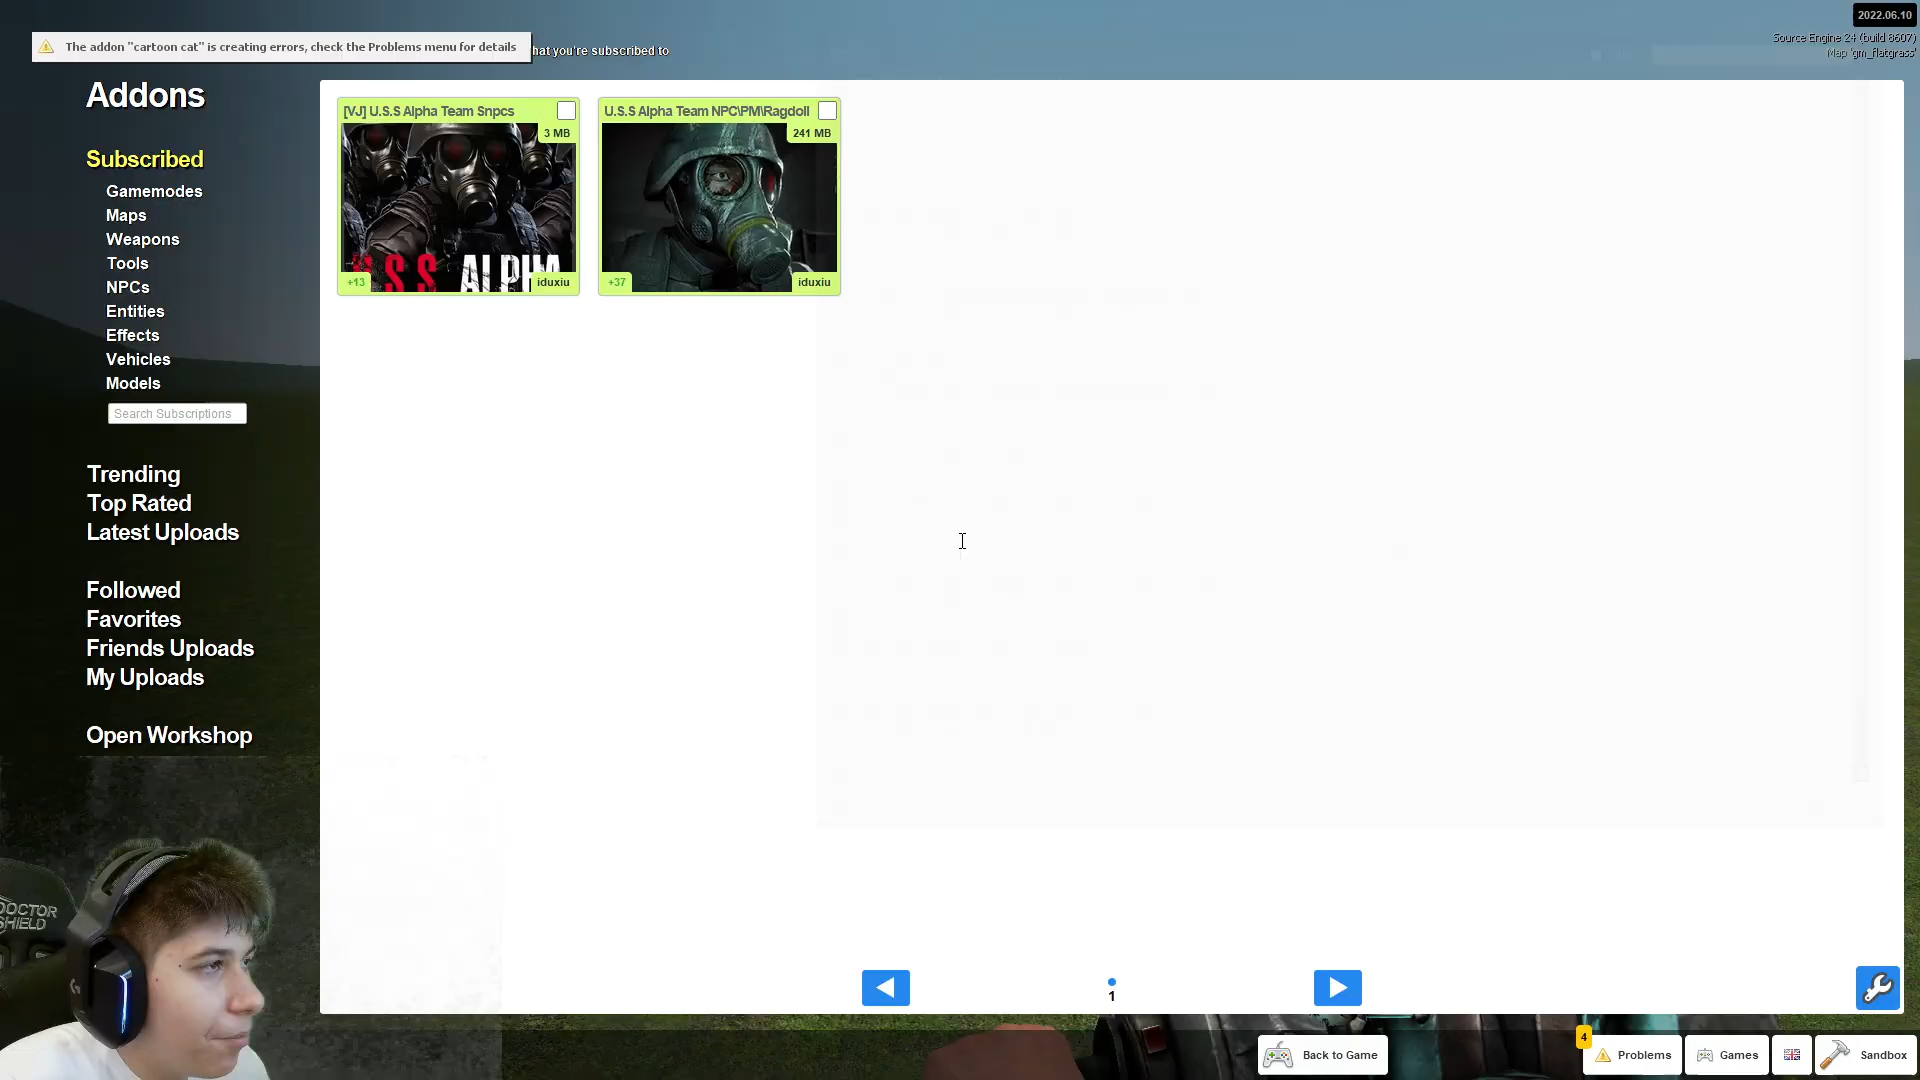 2022.06.10
Source Engine 24 (build 8607)
Map 'gm_flatgrass'
The addon "cartoon cat" is creating errors, check the Problems menu for details
hat you're subscribed to
Addons
Subscribed
Gamemodes
Maps
Weapons
Tools
NPCs
Entities
Effects
Vehicles
Models
Search Subscriptions
Trending
Top Rated
Latest Uploads
Followed
Favorites
Friends Uploads
My Uploads
Open Workshop
[VJ] U.S.S Alpha Team Snpcs
3 MB
U.S.S ALPHA
+13
iduxiu
U.S.S Alpha Team NPC\PM\Ragdoll
241 MB
+37
iduxiu
1
DOCTOR
SHIELD
Back to Game
4
Problems
Games
Sandbox